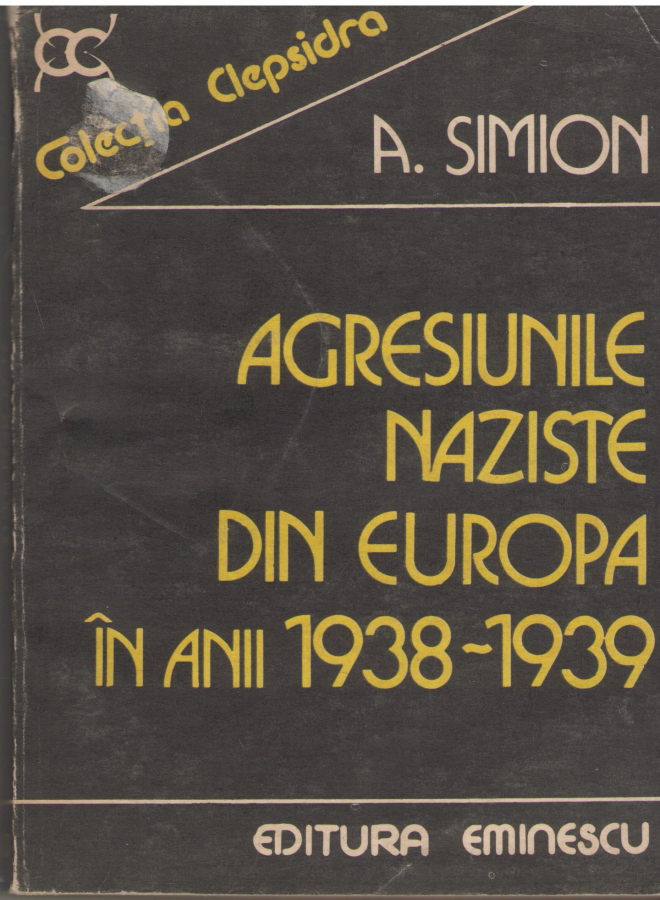 Colecția Clepsidra
A. SIMION
AGRESIUNILE
NAZISTE
DIN EUROPA
ÎN ANII 1938-1939
EDITURA EMINESCU